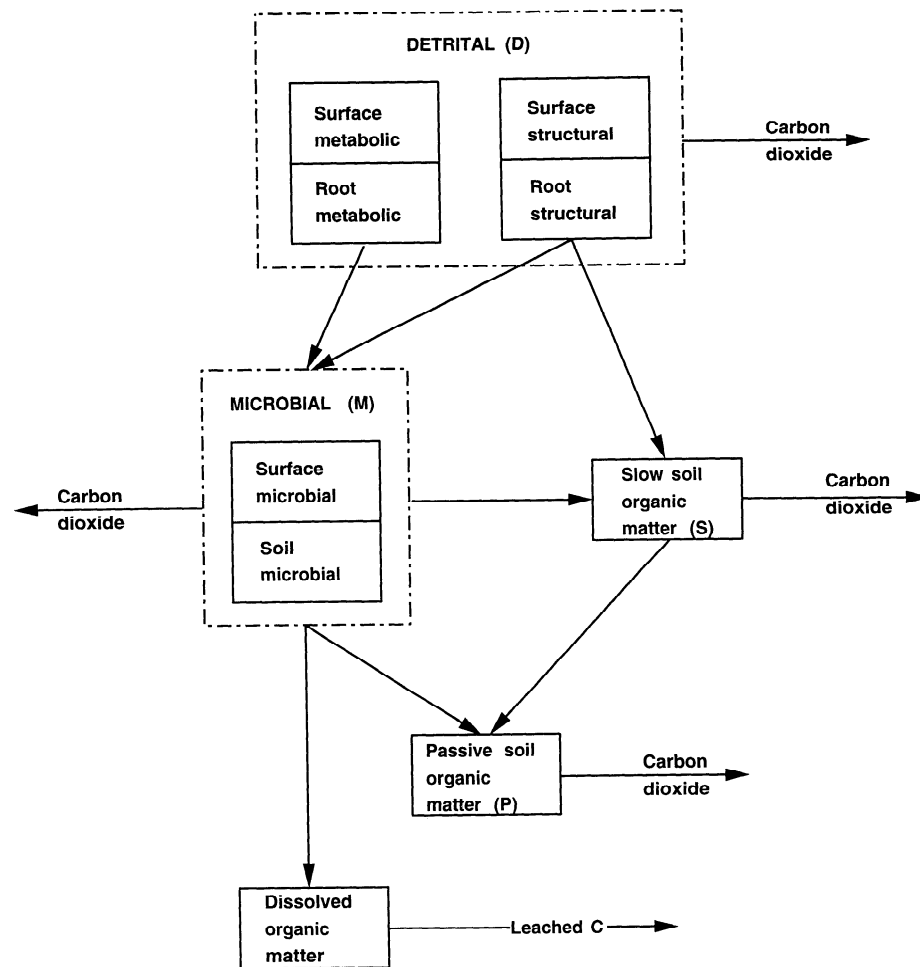 DETRITAL (D)
Surface
metabolic
Root
metabolic
Surface
structural
Root
structural
Carbon
dioxide
MICROBIAL (M)
Surface
microbial
Soil
microbial
Carbon
dioxide
Slow soil
organic
matter (S)
Carbon
dioxide
Passive soil
organic
matter (P)
Carbon
dioxide
Dissolved
organic
matter
Leached C